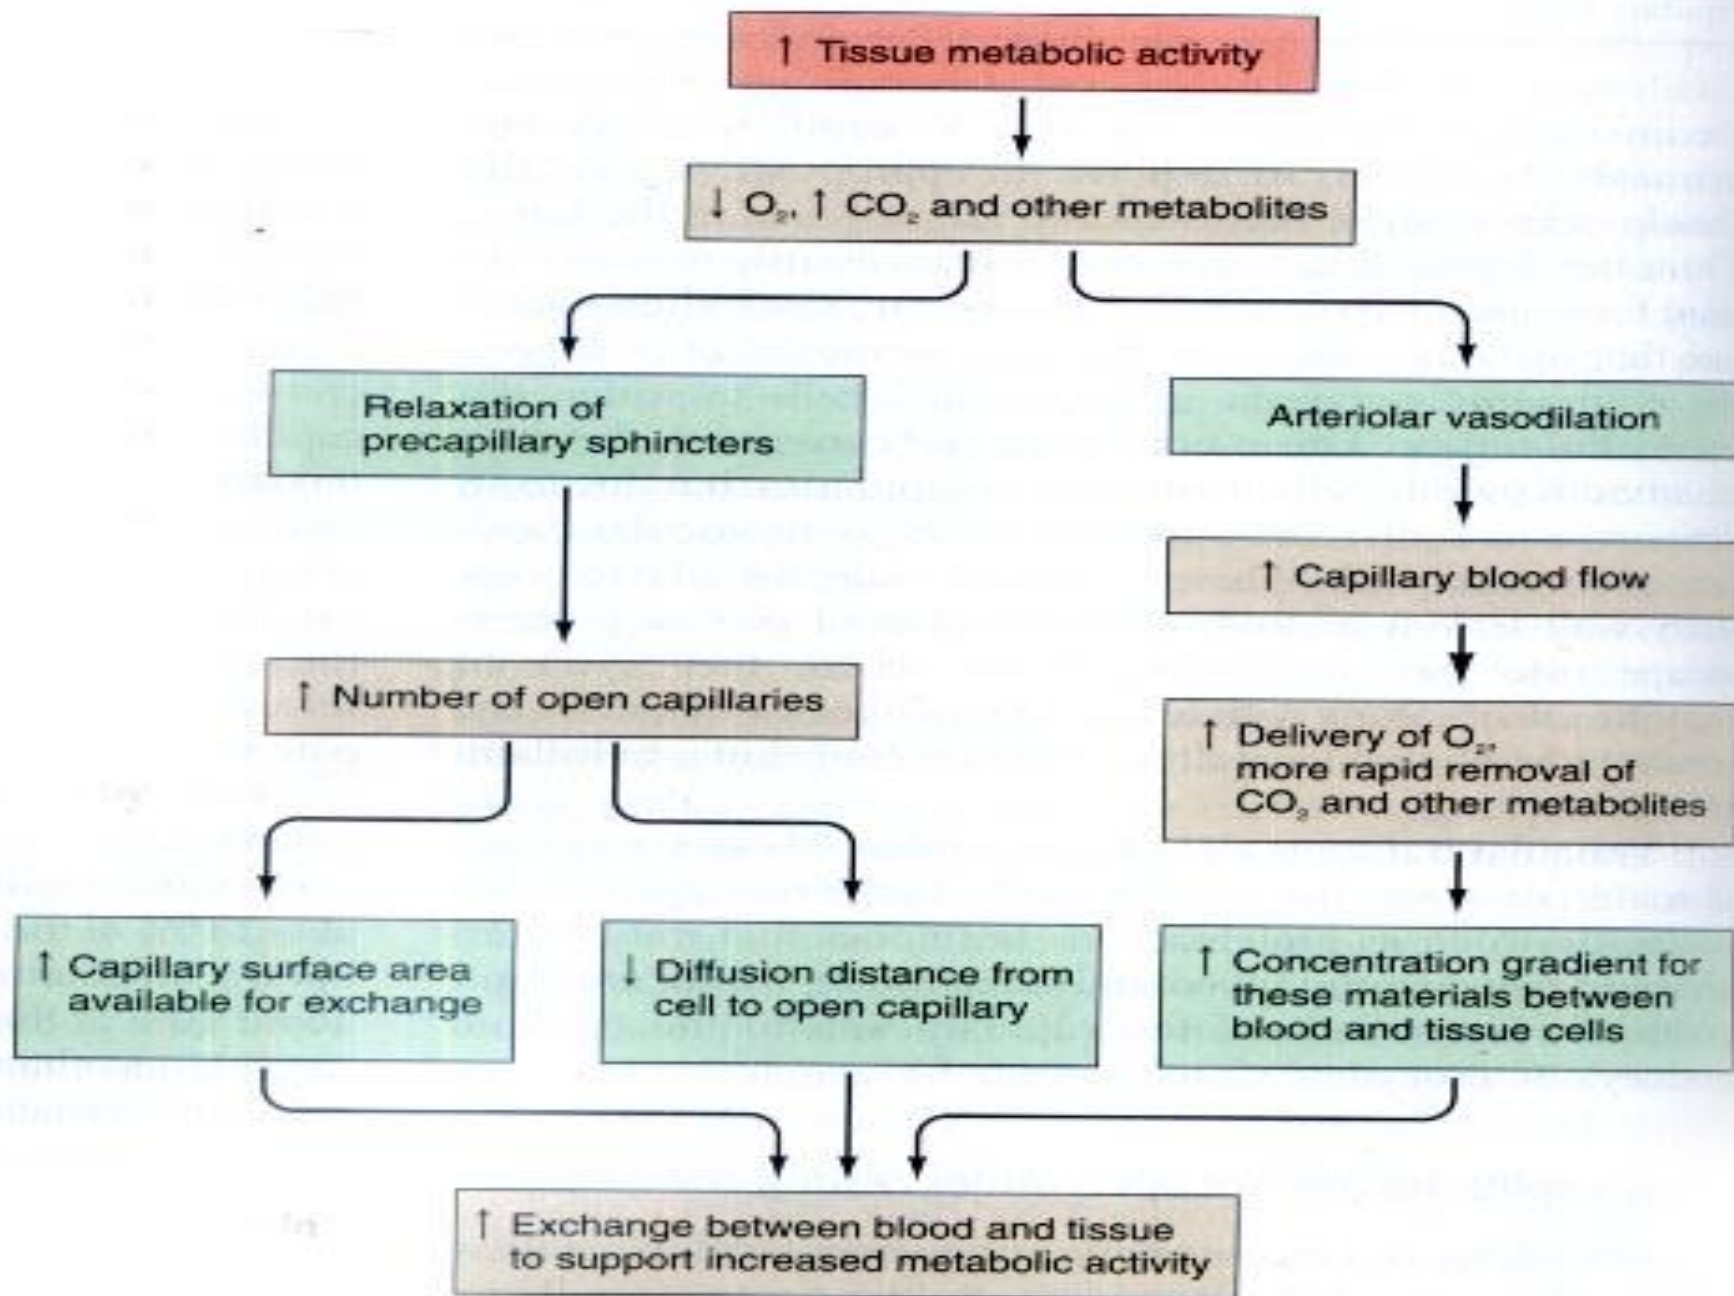 ↑ Tissue metabolic activity
↓ O₂, ↑ CO₂ and other metabolites
Relaxation of
precapillary sphincters
Arteriolar vasodilation
↑ Capillary blood flow
↑ Number of open capillaries
↑ Delivery of O₂,
more rapid removal of
CO₂ and other metabolites
↑ Capillary surface area
available for exchange
↓ Diffusion distance from
cell to open capillary
↑ Concentration gradient for
these materials between
blood and tissue cells
↑ Exchange between blood and tissue
to support increased metabolic activity